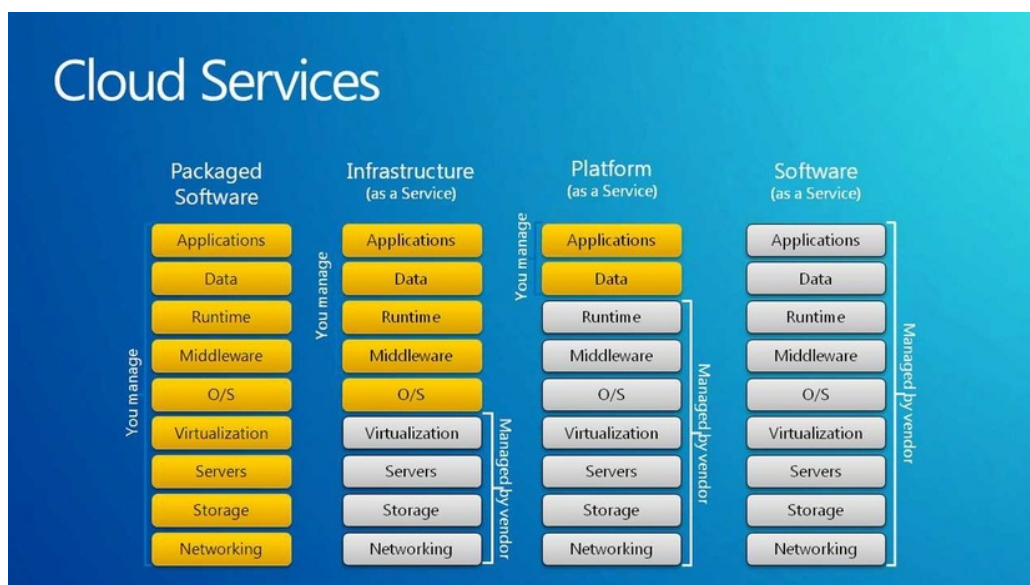 Cloud Services
Packaged
Software
You manage
Applications
Data
Runtime
Middleware
O/S
Virtualization
Servers
Storage
Networking
Infrastructure
(as a Service)
You manage
Applications
Data
Runtime
Middleware
O/S
Virtualization
Servers
Storage
Networking
Managed by vendor
Platform
(as a Service)
You manage
Applications
Data
Runtime
Middleware
O/S
Virtualization
Servers
Storage
Networking
Managed by vendor
Software
(as a Service)
Applications
Data
Runtime
Middleware
O/S
Virtualization
Servers
Storage
Networking
Managed by vendor